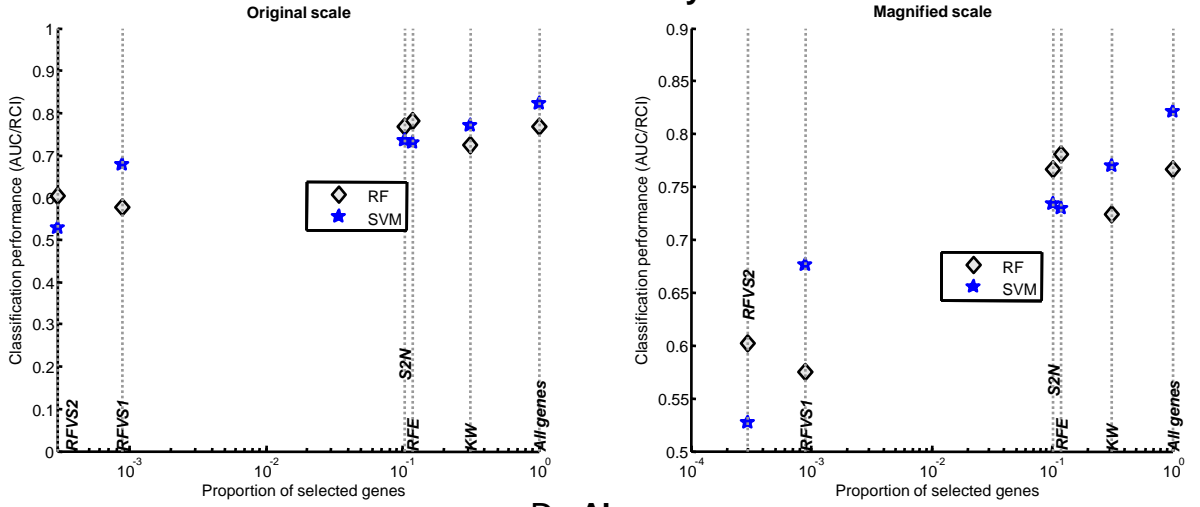 y
Original scale
Classification performance (AUC/RCI)
1
0.9
0.8
0.7
0.6
0.5
0.4
0.3
0.2
0.1
0
RF
SVM
RFVS2
RFVS1
S2N
RFE
KW
All genes
10-3
10-2
10-1
100
Proportion of selected genes
Magnified scale
Classification performance (AUC/RCI)
0.9
0.85
0.8
0.75
0.7
0.65
0.6
0.55
0.5
RF
SVM
RFVS2
RFVS1
S2N
RFE
KW
All genes
10-4
10-3
10-2
10-1
100
Proportion of selected genes